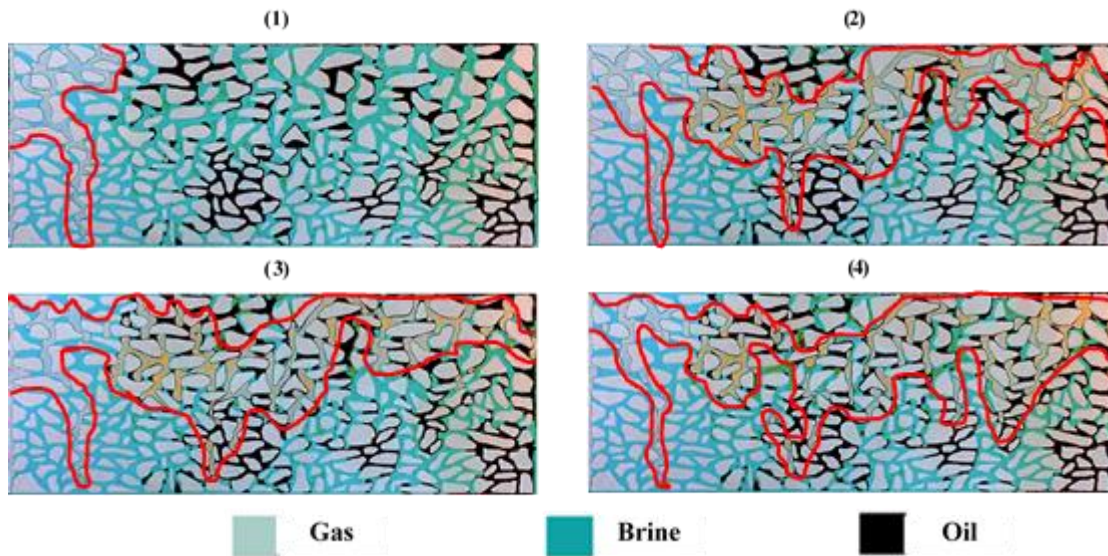 (1)
(2)
(3)
(4)
Gas
Brine
Oil